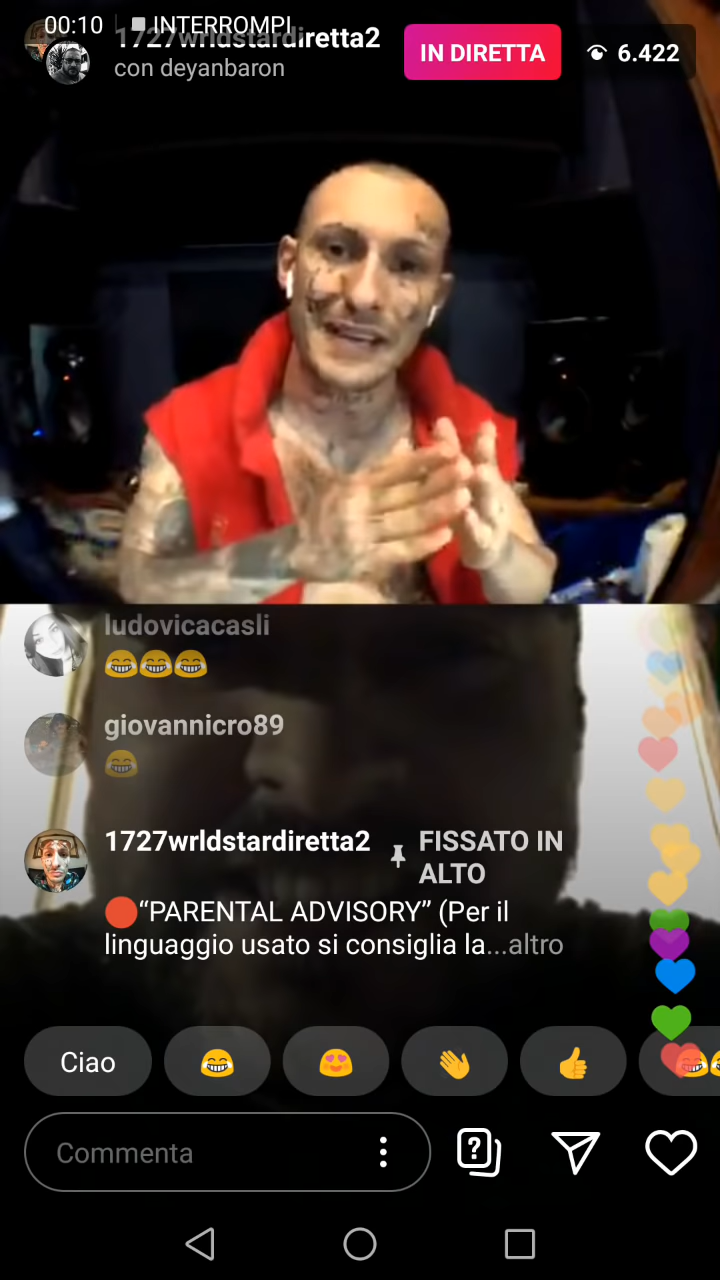 00:10 INTERROMPI
1727wrldstardiretta2
con deyanbaron
IN DIRETTA
6.422
ludovicacasli
😂😂😂
giovannicro89
😂
1727wrldstardiretta2
FISSATO IN
ALTO
🔴“PARENTAL ADVISORY” (Per il
linguaggio usato si consiglia la...altro
Ciao
Commenta